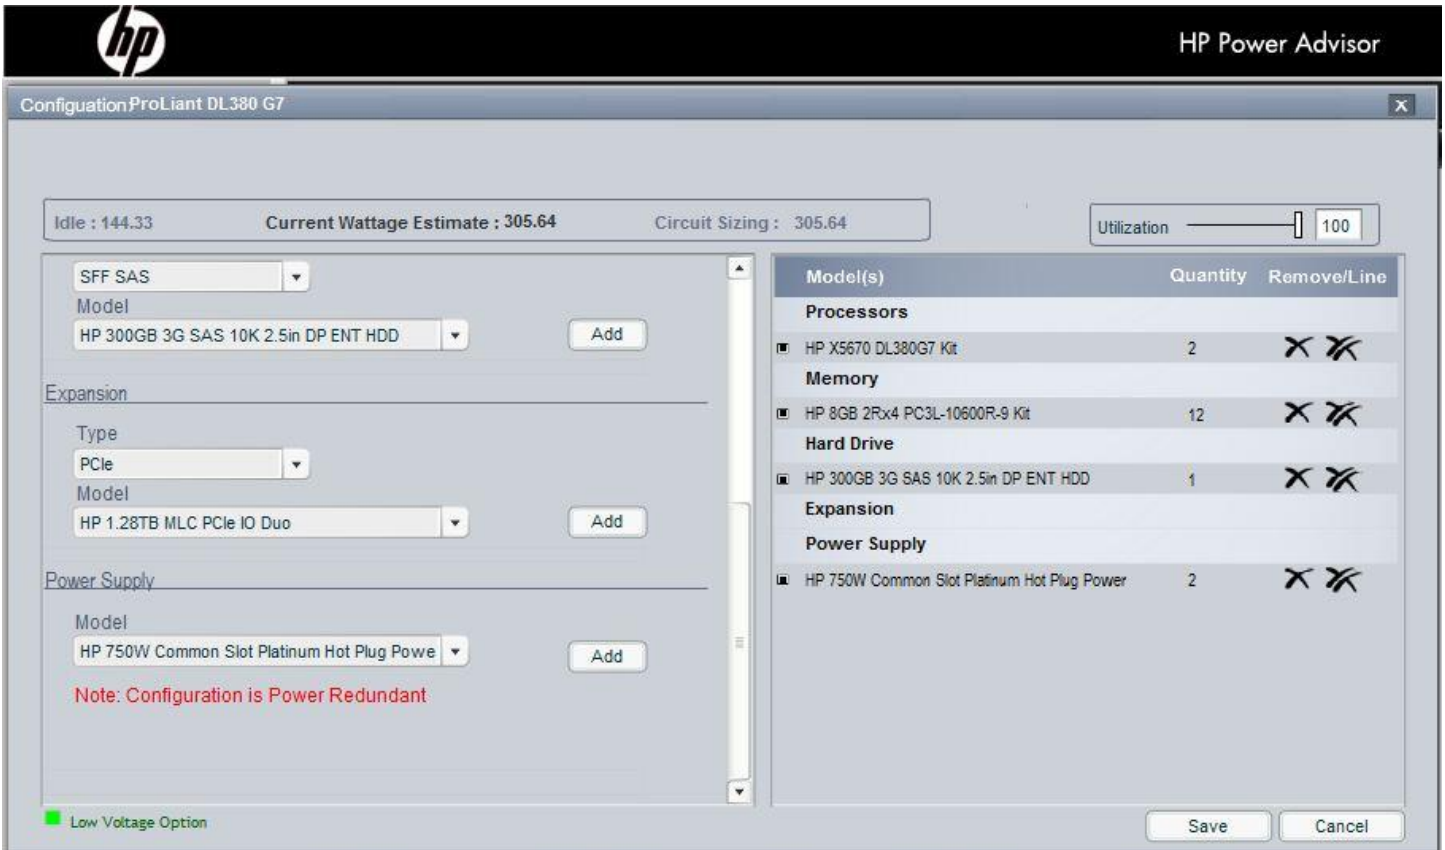 hp
HP Power Advisor
Configuation ProLiant DL380 G7
X
Idle : 144.33 Current Wattage Estimate : 305.64 Circuit Sizing : 305.64
Utilization 100
SFF SAS
Model
HP 300GB 3G SAS 10K 2.5in DP ENT HDD Add
Expansion
Type
PCIe
Model
HP 1.28TB MLC PCIe IO Duo Add
Power Supply
Model
HP 750W Common Slot Platinum Hot Plug Powe Add
Note: Configuration is Power Redundant
Low Voltage Option
Model(s) Quantity Remove/Line
Processors
HP X5670 DL380G7 Kit 2
Memory
HP 8GB 2Rx4 PC3L-10600R-9 Kit 12
Hard Drive
HP 300GB 3G SAS 10K 2.5in DP ENT HDD 1
Expansion
Power Supply
HP 750W Common Slot Platinum Hot Plug Power 2
Save Cancel